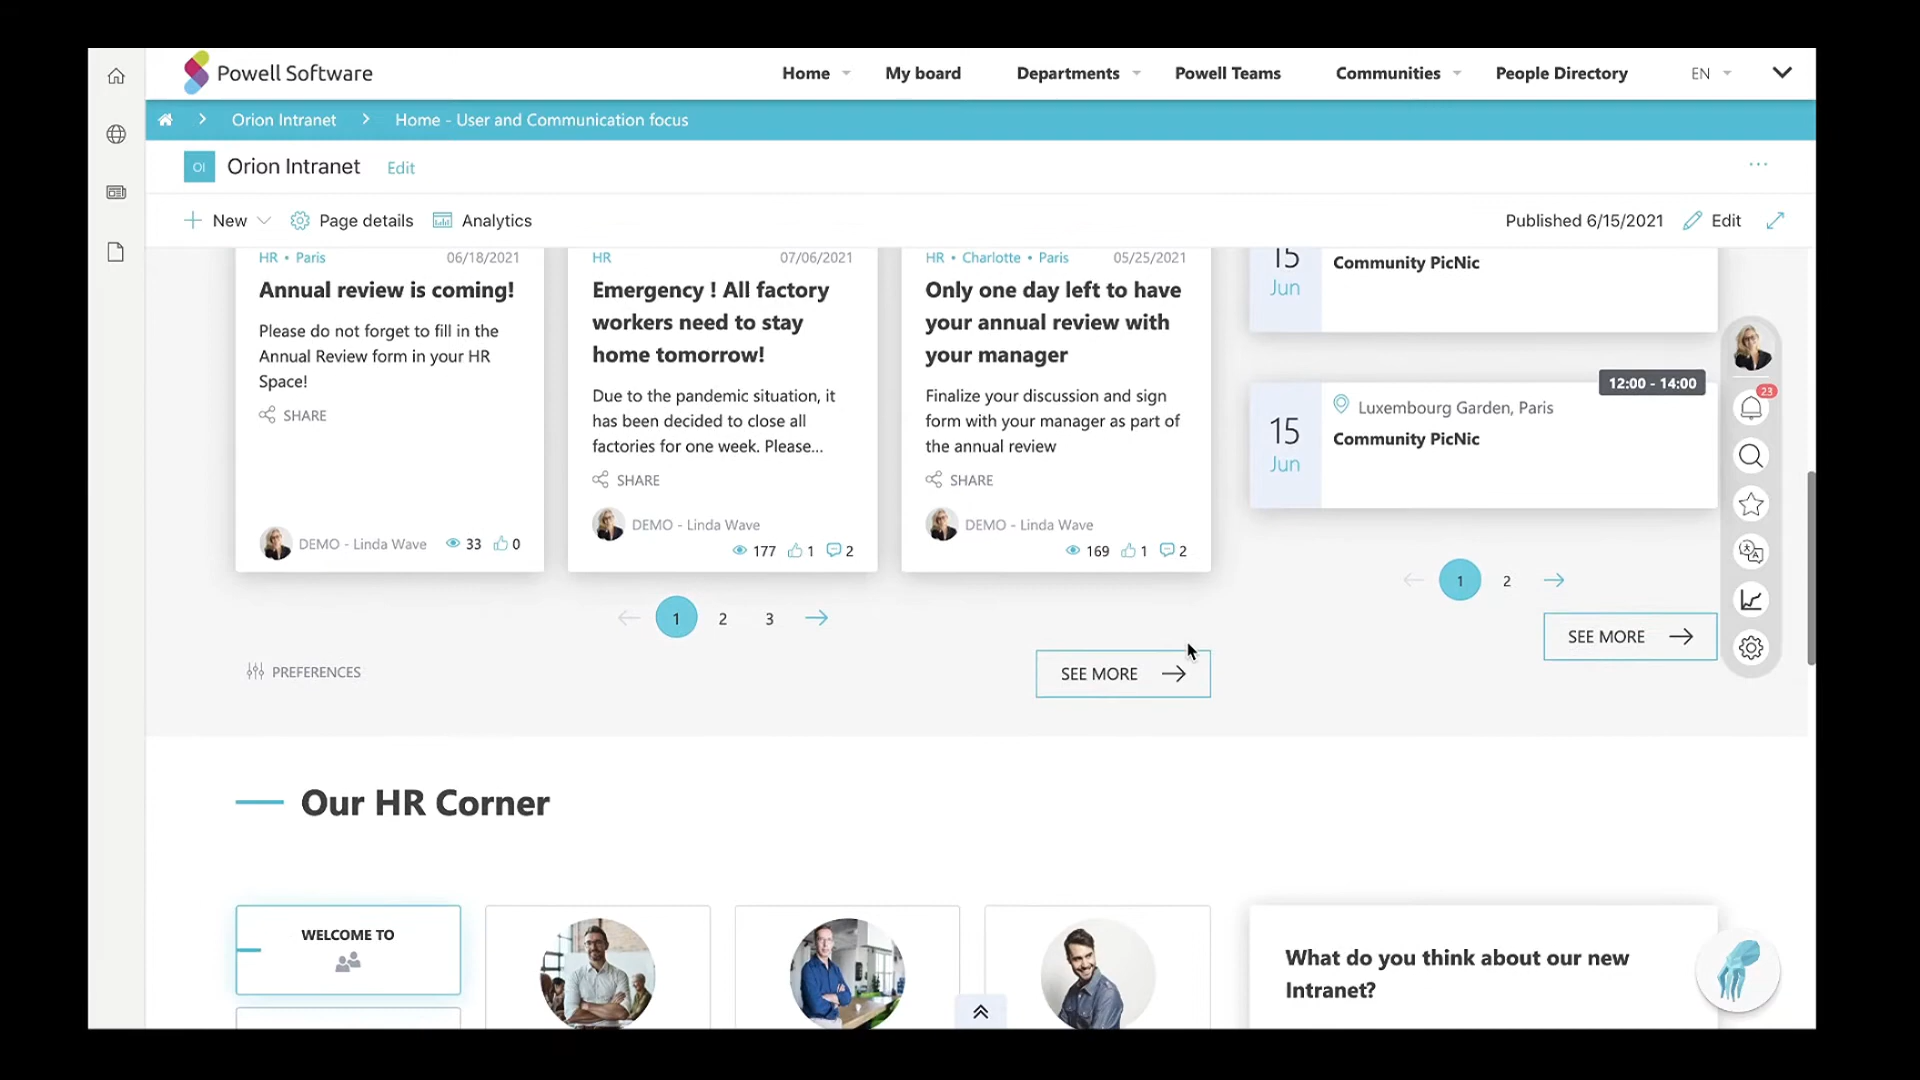 Powell Software
Home
My board
Departments
Powell Teams
Communities
People Directory
EN
Orion Intranet
Home - User and Communication focus
OI
Orion Intranet
Edit
New
Page details
Analytics
Published 6/15/2021
Edit
HR • Paris
06/18/2021
Annual review is coming!
Please do not forget to fill in the
Annual Review form in your HR
Space!
SHARE
DEMO - Linda Wave
33
0
HR
07/06/2021
Emergency ! All factory
workers need to stay
home tomorrow!
Due to the pandemic situation, it
has been decided to close all
factories for one week. Please...
SHARE
DEMO - Linda Wave
177
1
2
HR • Charlotte • Paris
05/25/2021
Only one day left to have
your annual review with
your manager
Finalize your discussion and sign
form with your manager as part of
the annual review
SHARE
DEMO - Linda Wave
169
1
2
15
Jun
Community PicNic
12:00 - 14:00
15
Jun
Luxembourg Garden, Paris
Community PicNic
23
1
2
SEE MORE
1
2
3
PREFERENCES
SEE MORE
Our HR Corner
WELCOME TO
What do you think about our new
Intranet?